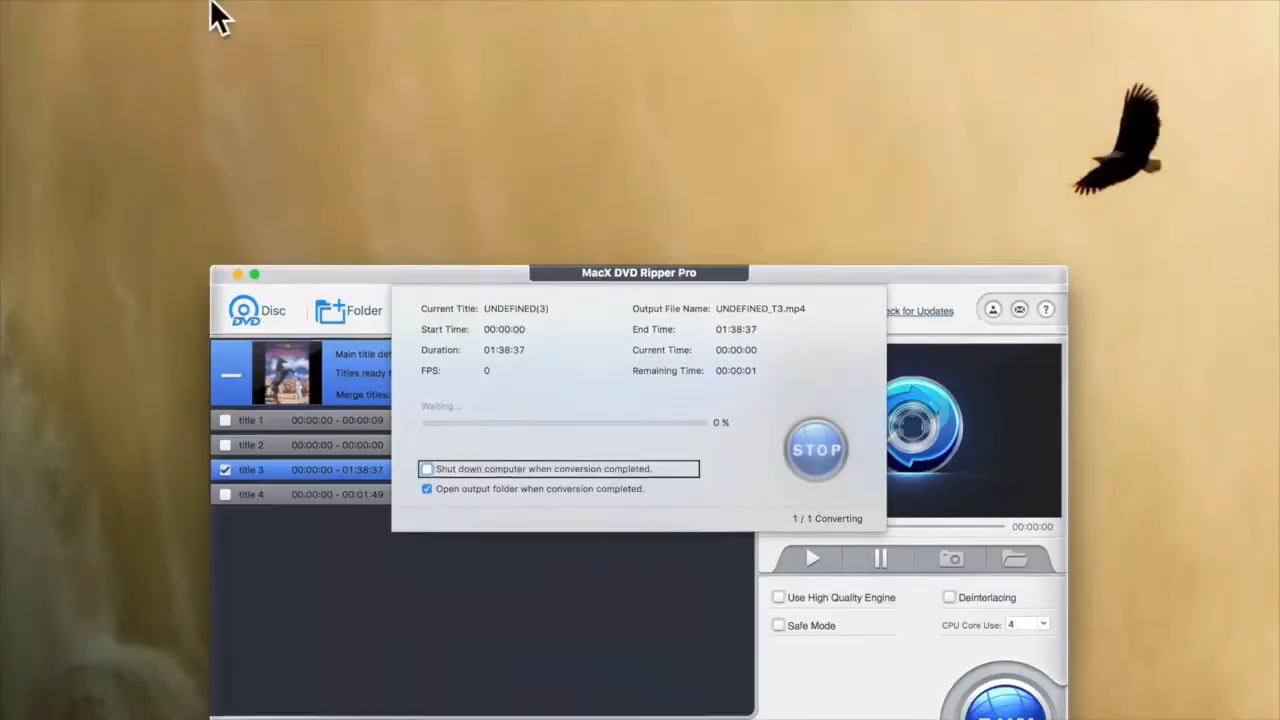 MacX DVD Ripper Pro
DVD
Disc
Folder
Current Title: UNDEFINED(3)
Output File Name: UNDEFINED_T3.mp4
Start Time: 00:00:00
End Time: 01:38:37
Duration: 01:38:37
Current Time: 00:00:00
FPS: 0
Remaining Time: 00:00:01
Waiting...
0 %
STOP
Shut down computer when conversion completed.
Open output folder when conversion completed.
1 / 1 Converting
eck for Updates
?
Main title det
Titles ready
Merge titles:
title 1 00:00:00 - 00:00:09
title 2 00:00:00 - 00:00:00
title 3 00:00:00 - 01:38:37
title 4 00:00:00 - 00:01:49
00:00:00
Use High Quality Engine
Deinterlacing
Safe Mode
CPU Core Use: 4